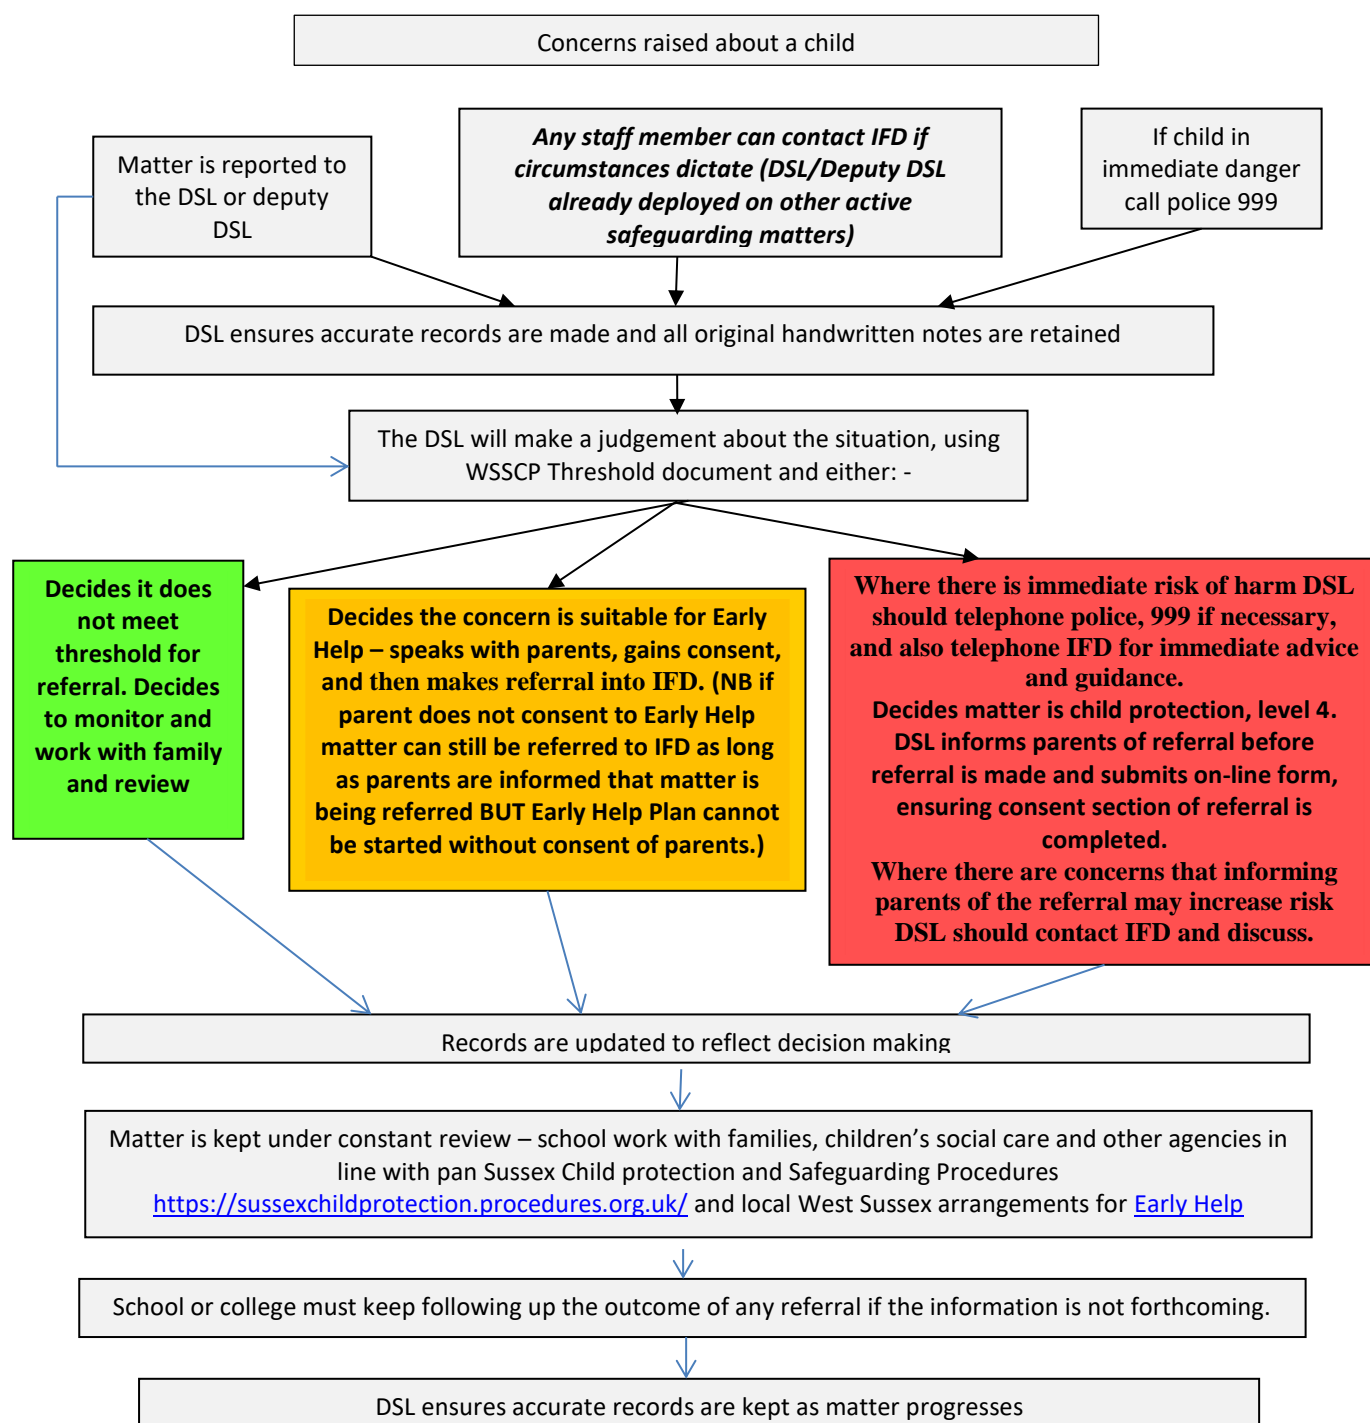 Concerns raised about a child
Matter is reported to
the DSL or deputy
DSL
Any staff member can contact IFD if
circumstances dictate (DSL/Deputy DSL
already deployed on other active
safeguarding matters)
If child in
immediate danger
call police 999
DSL ensures accurate records are made and all original handwritten notes are retained
The DSL will make a judgement about the situation, using
WSSCP Threshold document and either: -
Decides it does
not meet
threshold for
referral. Decides
to monitor and
work with family
and review
Decides the concern is suitable for Early
Help – speaks with parents, gains consent,
and then makes referral into IFD. (NB if
parent does not consent to Early Help
matter can still be referred to IFD as long
as parents are informed that matter is
being referred BUT Early Help Plan cannot
be started without consent of parents.)
Where there is immediate risk of harm DSL
should telephone police, 999 if necessary,
and also telephone IFD for immediate advice
and guidance.
Decides matter is child protection, level 4.
DSL informs parents of referral before
referral is made and submits on-line form,
ensuring consent section of referral is
completed.
Where there are concerns that informing
parents of the referral may increase risk
DSL should contact IFD and discuss.
Records are updated to reflect decision making
Matter is kept under constant review – school work with families, children’s social care and other agencies in
line with pan Sussex Child protection and Safeguarding Procedures
https://sussexchildprotection.procedures.org.uk/ and local West Sussex arrangements for Early Help
School or college must keep following up the outcome of any referral if the information is not forthcoming.
DSL ensures accurate records are kept as matter progresses